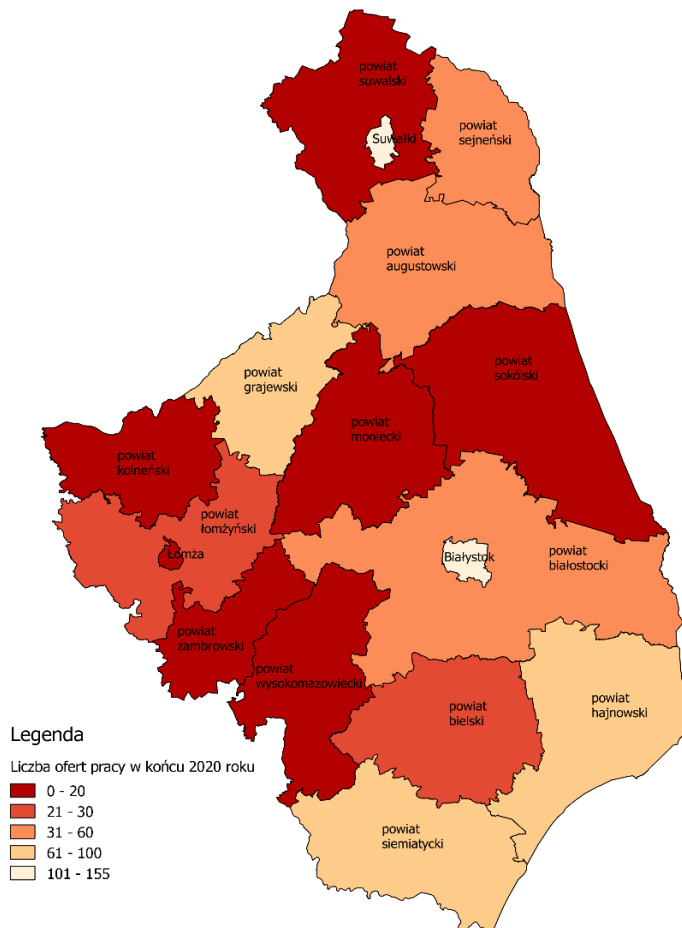 powiat
suwalski
Suwałki
powiat
sejneński
powiat
augustowski
powiat
grajewski
powiat
sokólski
powiat
moniecki
powiat
kolneński
powiat
łomżyński
Łomża
Białystok
powiat
białostocki
powiat
zambrowski
powiat
wysokomazowiecki
powiat
bielski
powiat
hajnowski
powiat
siemiatycki
Legenda
Liczba ofert pracy w końcu 2020 roku
0 - 20
21 - 30
31 - 60
61 - 100
101 - 155